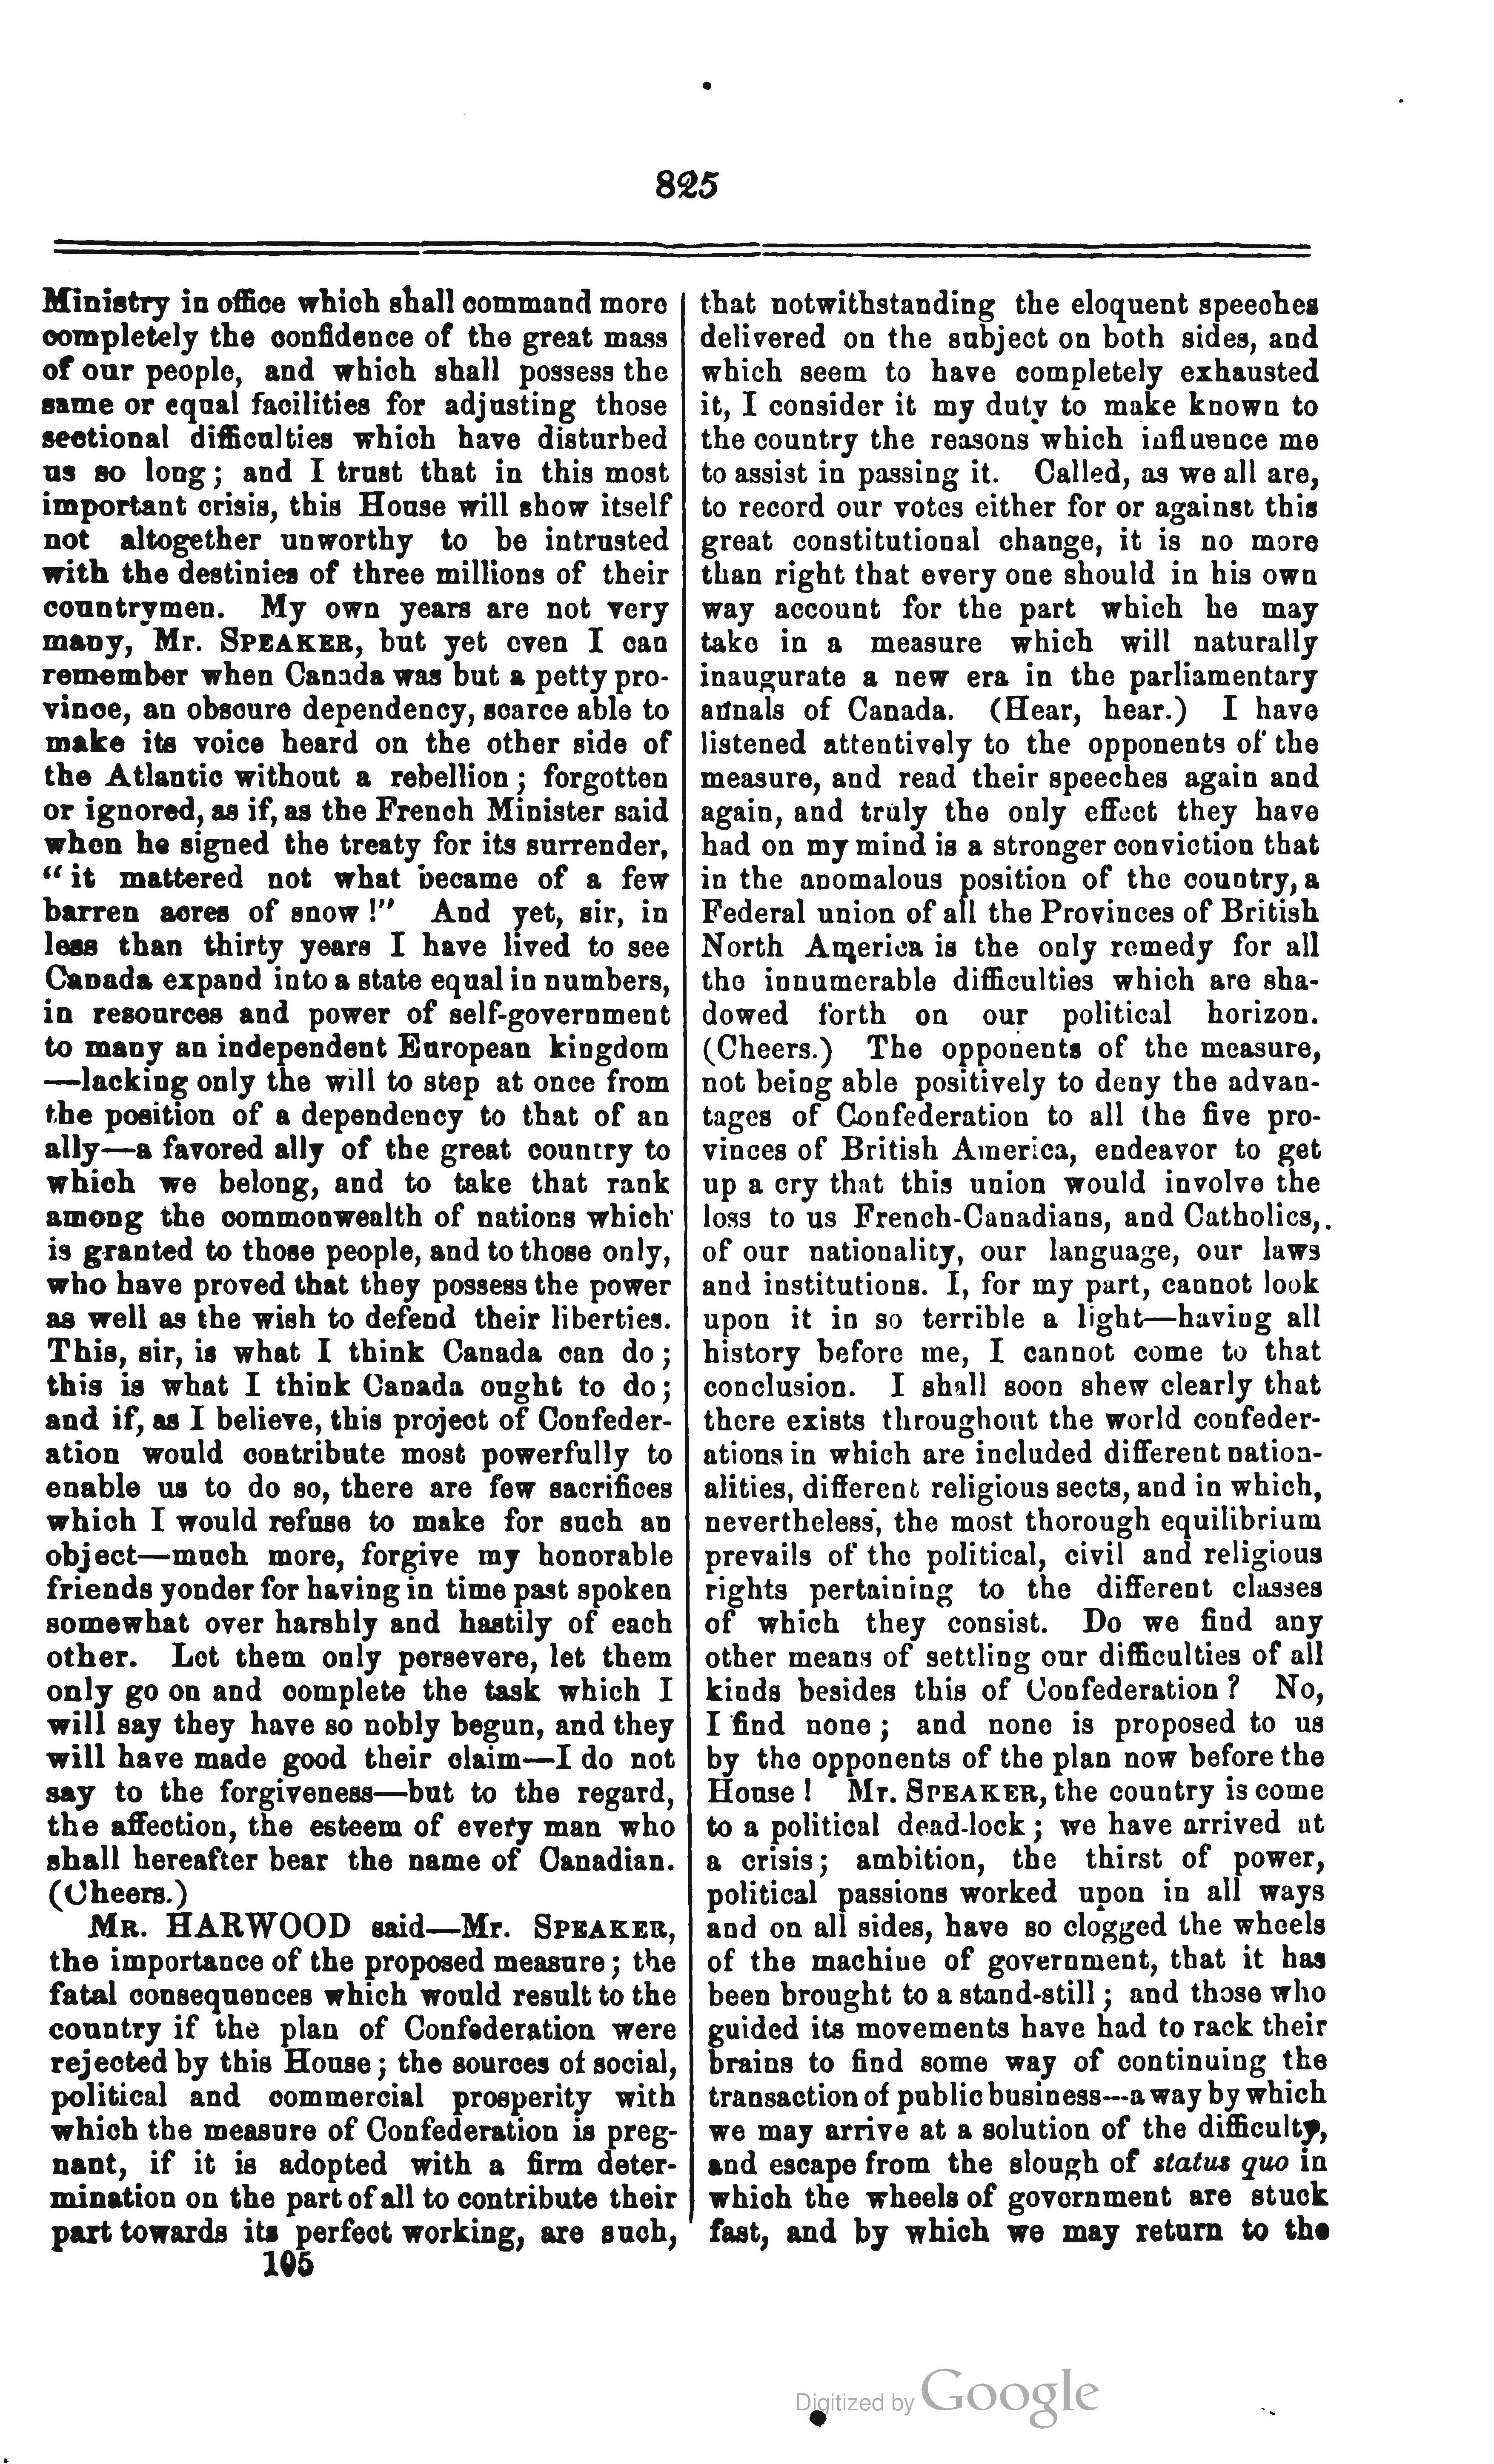 825
Ministry in office which shall command more
completely the confidence of the great mass
of our people, and which shall possess the
same or equal facilities for adjusting those
sectional difficulties which have disturbed
us so long; and I trust that in this most
important crisis, this House will show itself
not altogether unworthy to be intrusted
with the destinies of three millions of their
countrymen. My own years are not very
many, Mr. SPEAKER, but yet even I can
remember when Canada was but a petty pro-
vince, an obscure dependency, scarce able to
make its voice heard on the other side of
the Atlantic without a rebellion; forgotten
or ignored, as if, as the French Minister said
when he signed the treaty for its surrender,
"it mattered not what became of a few
barren acres of snow!" And yet, sir, in
less than thirty years I have lived to see
Canada expand into a state equal in numbers,
in resources and power of self-government
to many an independent European kingdom
—lacking only the will to step at once from
the position of a dependency to that of an
ally—a favored ally of the great country to
which we belong, and to take that rank
among the commonwealth of nations which
is granted to those people, and to those only,
who have proved that they possess the power
as well as the wish to defend their liberties.
This, sir, is what I think Canada can do;
this is what I think Canada ought to do;
and if, as I believe, this project of Confeder-
ation would contribute most powerfully to
enable us to do so, there are few sacrifices
which I would refuse to make for such an
object—much more, forgive my honorable
friends yonder for having in time past spoken
somewhat over harshly and hastily of each
other. Let them only persevere, let them
only go on and complete the task which I
will say they have so nobly begun, and they
will have made good their claim—I do not
say to the forgiveness—but to the regard,
the affection, the esteem of every man who
shall hereafter bear the name of Canadian.
(Cheers.)
MR. HARWOOD said—Mr. SPEAKER,
the importance of the proposed measure; the
fatal consequences which would result to the
country if the plan of Confederation were
rejected by this House; the sources of social,
political and commercial prosperity with
which the measure of Confederation is preg-
nant, if it is adopted with a firm deter-
mination on the part of all to contribute their
part towards its perfect working, are such,
105
that notwithstanding the eloquent speeches
delivered on the subject on both sides, and
which seem to have completely exhausted
it, I consider it my duty to make known to
the country the reasons which influence me
to assist in passing it. Called, as we all are,
to record our votes either for or against this
great constitutional change, it is no more
than right that every one should in his own
way account for the part which he may
take in a measure which will naturally
inaugurate a new era in the parliamentary
annals of Canada. (Hear, hear.) I have
listened attentively to the opponents of the
measure, and read their speeches again and
again, and truly the only effect they have
had on my mind is a stronger conviction that
in the anomalous position of the country, a
Federal union of all the Provinces of British
North America is the only remedy for all
the innumerable difficulties which are sha-
dowed forth on our political horizon.
(Cheers.) The opponents of the measure,
not being able positively to deny the advan-
tages of Confederation to all the five pro-
vinces of British America, endeavor to get
up a cry that this union would involve the
loss to us French-Canadians, and Catholics,
of our nationality, our language, our laws
and institutions. I, for my part, cannot look
upon it in so terrible a light—having all
history before me, I cannot come to that
conclusion. I shall soon shew clearly that
there exists throughout the world confeder-
ations in which are included different nation-
alities, different religious sects, and in which,
nevertheless, the most thorough equilibrium
prevails of the political, civil and religious
rights pertaining to the different classes
of which they consist. Do we find any
other means of settling our difficulties of all
kinds besides this of Confederation? No,
I find none; and none is proposed to us
by the opponents of the plan now before the
House! Mr. SPEAKER, the country is come
to a political dead-lock; we have arrived at
a crisis; ambition, the thirst of power,
political passions worked upon in all ways
and on all sides, have so clogged the wheels
of the machine of government, that it has
been brought to a stand-still; and those who
guided its movements have had to rack their
brains to find some way of continuing the
transaction of public business—a way by which
we may arrive at a solution of the difficulty,
and escape from the slough of status quo in
which the wheels of government are stuck
fast, and by which we may return to the
Digitized by Google